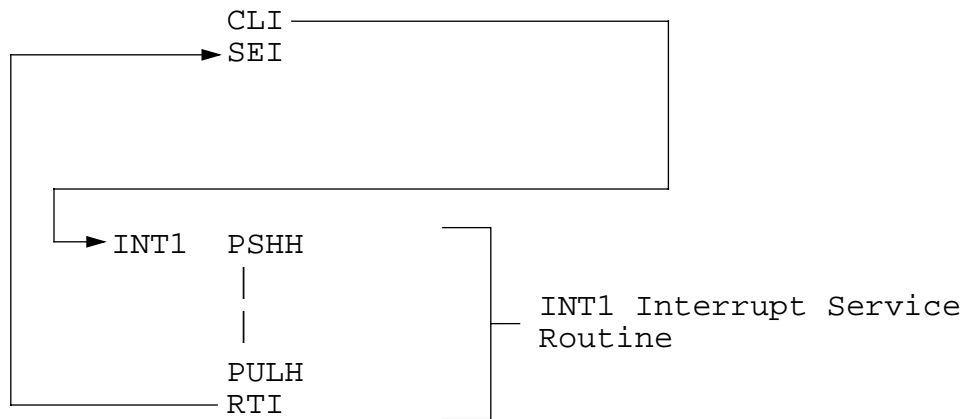 CLI
SEI
INT1 PSHH
|
|
INT1 Interrupt Service
Routine
PULH
RTI